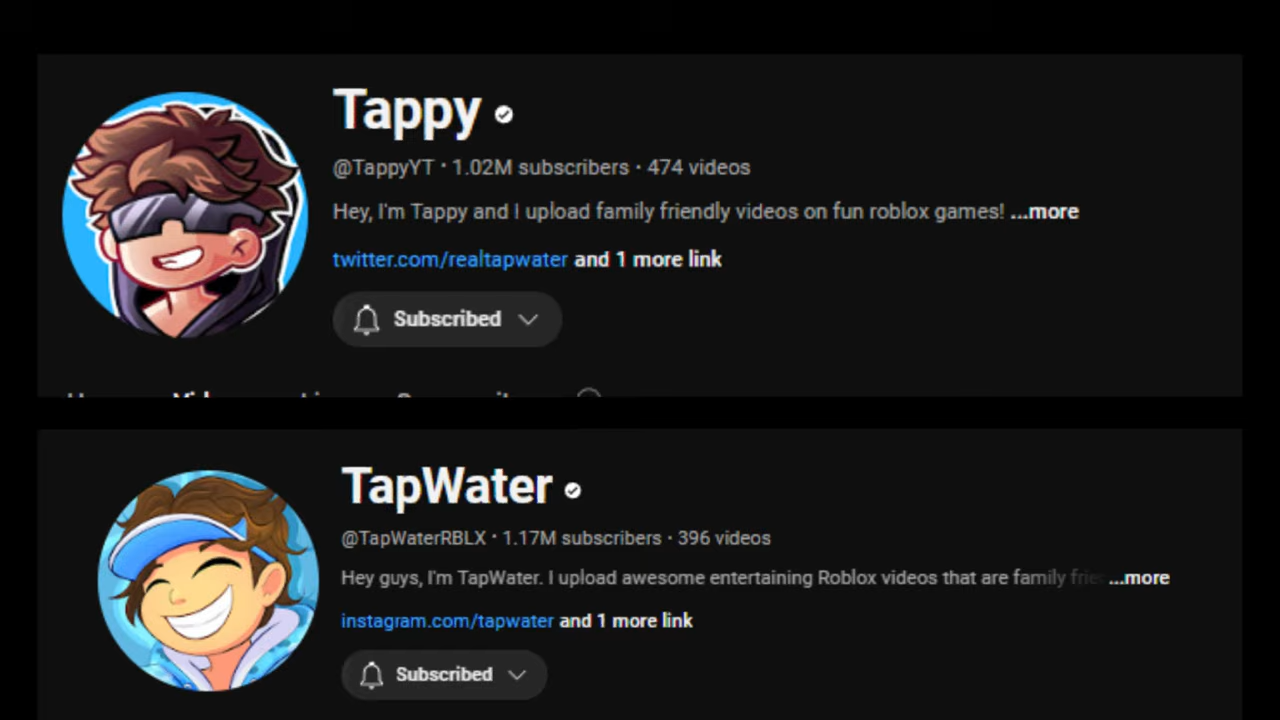 Tappy
@TappyYT • 1.02M subscribers • 474 videos
Hey, I'm Tappy and I upload family friendly videos on fun roblox games! ...more
twitter.com/realtapwater and 1 more link
Subscribed
TapWater
@TapWaterRBLX • 1.17M subscribers • 396 videos
Hey guys, I'm TapWater. I upload awesome entertaining Roblox videos that are family ...more
instagram.com/tapwater and 1 more link
Subscribed